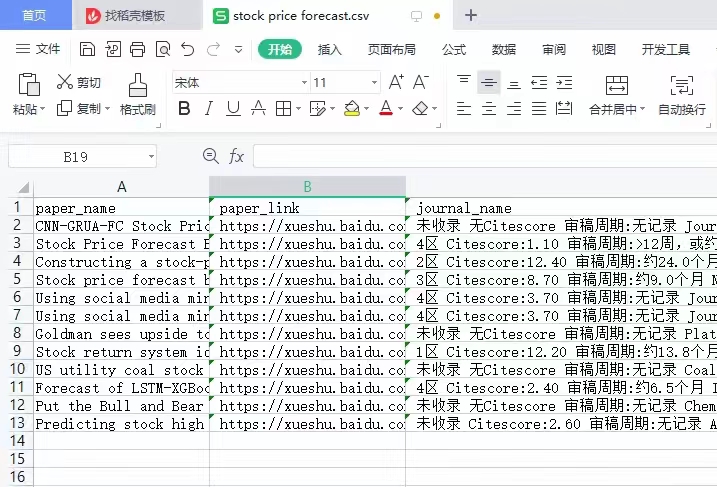 首页 找稻壳模板 stock price forecast.csv
文件 开始 插入 页面布局 公式 数据 审阅 视图 开发工具
剪切 宋体 11 A+ A-
粘贴 复制 格式刷 B I U A A 合并居中 自动换行
B19 fx
A B
1 paper_name paper_link journal_name
2 CNN-GRUA-FC Stock Pric https://xueshu.baidu.co 未收录 无Citescore 审稿周期:无记录 Jour
3 Stock Price Forecast B https://xueshu.baidu.co 4区 Citescore:1.10 审稿周期:>12周，或约
4 Constructing a stock-p https://xueshu.baidu.co 2区 Citescore:12.40 审稿周期:约24.0个月
5 Stock price forecast b https://xueshu.baidu.co 3区 Citescore:8.70 审稿周期:约9.0个月 N
6 Using social media min https://xueshu.baidu.co 4区 Citescore:3.70 审稿周期:无记录 Jou
7 Using social media min https://xueshu.baidu.co 4区 Citescore:3.70 审稿周期:无记录 Jou
8 Goldman sees upside to https://xueshu.baidu.co 未收录 无Citescore 审稿周期:无记录 Plat
9 Stock return system id https://xueshu.baidu.co 1区 Citescore:12.20 审稿周期:约13.8个月
10 US utility coal stock https://xueshu.baidu.co 未收录 无Citescore 审稿周期:无记录 Coal
11 Forecast of LSTM-XGBoo https://xueshu.baidu.co 4区 Citescore:2.40 审稿周期:约6.5个月 I
12 Put the Bull and Bear https://xueshu.baidu.co 未收录 无Citescore 审稿周期:无记录 Chem
13 Predicting stock high https://xueshu.baidu.co 未收录 Citescore:2.60 审稿周期:无记录 A
14
15
16